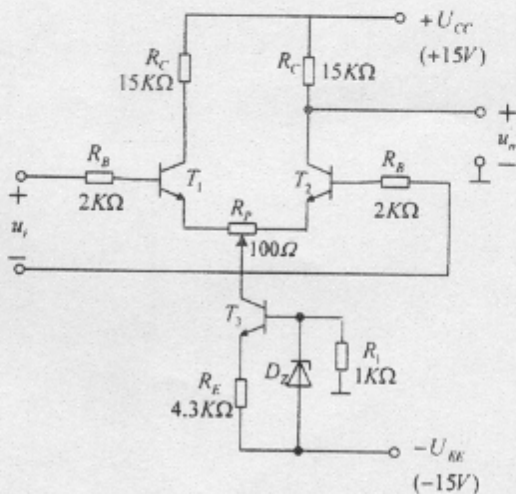 +U_CC
(+15V)
R_C
15KΩ
R_C
15KΩ
+
R_B
T_1
T_2
R_B
−
+
2KΩ
R_P
2KΩ
u_i
100Ω
−
T_3
R_1
D_Z
1KΩ
R_E
4.3KΩ
−U_EE
(−15V)